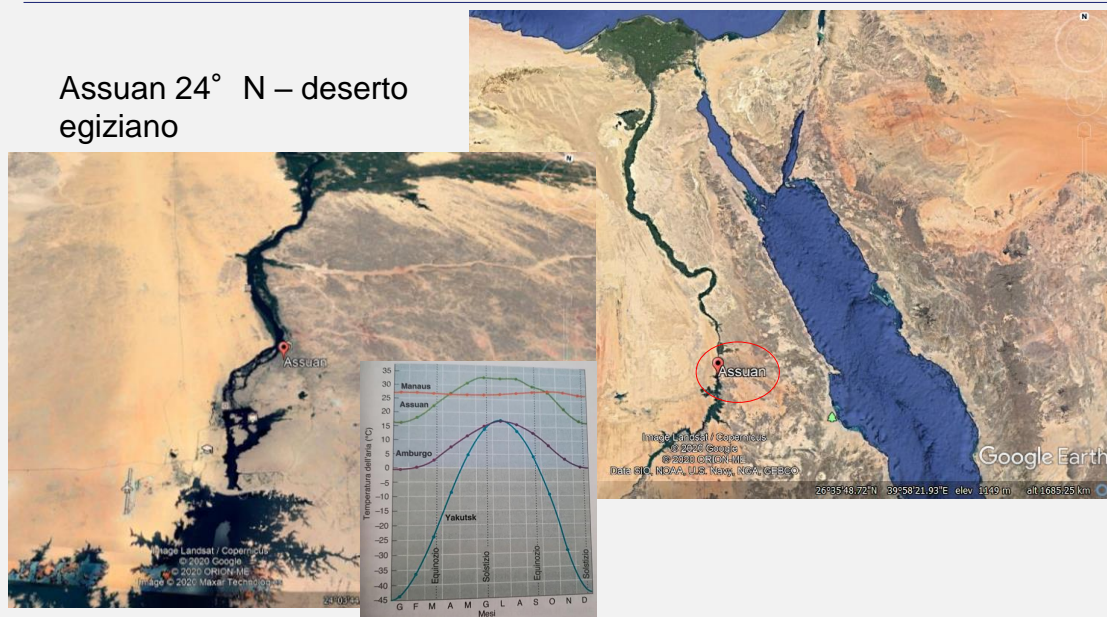 Assuan 24° N – deserto
egiziano
N
Assuan
Image Landsat / Copernicus
© 2020 Google
© 2020 ORION-ME
Data SIO, NOAA, U.S. Navy, NGA, GEBCO
Google Earth
26°35'48.72"N 39°58'21.93"E elev 1149 m alt 1685.25 km
N
Assuan
Image Landsat / Copernicus
© 2020 Google
© 2020 ORION-ME
Image © 2020 Maxar Technologies
24°03'44
Temperatura dell'aria (°C)
35
30
25
20
15
10
5
0
−5
−10
−15
−20
−25
−30
−35
−40
−45
Manaus
Assuan
Amburgo
Yakutsk
Equinozio
Solstizio
Equinozio
Solstizio
G F M A M G L A S O N D
Mesi